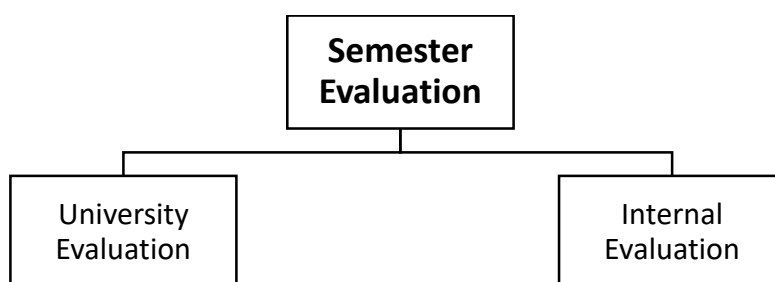 Semester
Evaluation
University
Evaluation
Internal
Evaluation